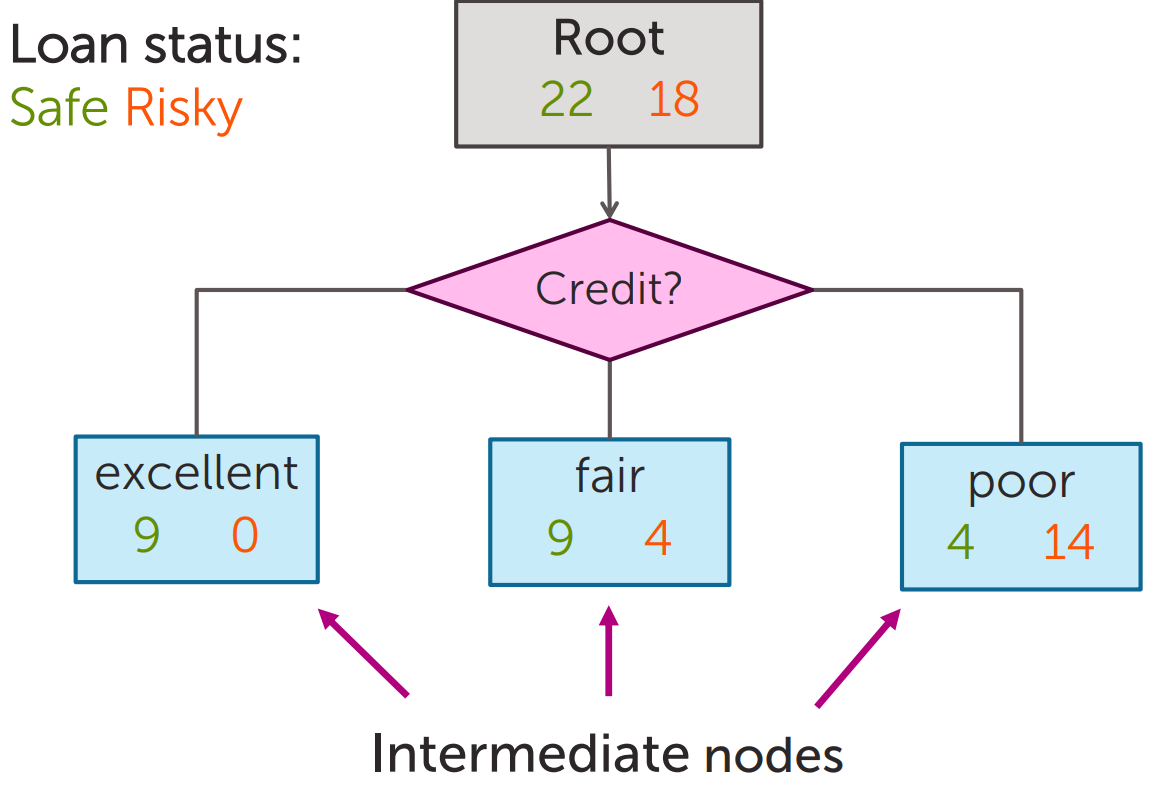 Loan status:
Safe Risky
Root
22 18
Credit?
excellent
9 0
fair
9 4
poor
4 14
Intermediate nodes